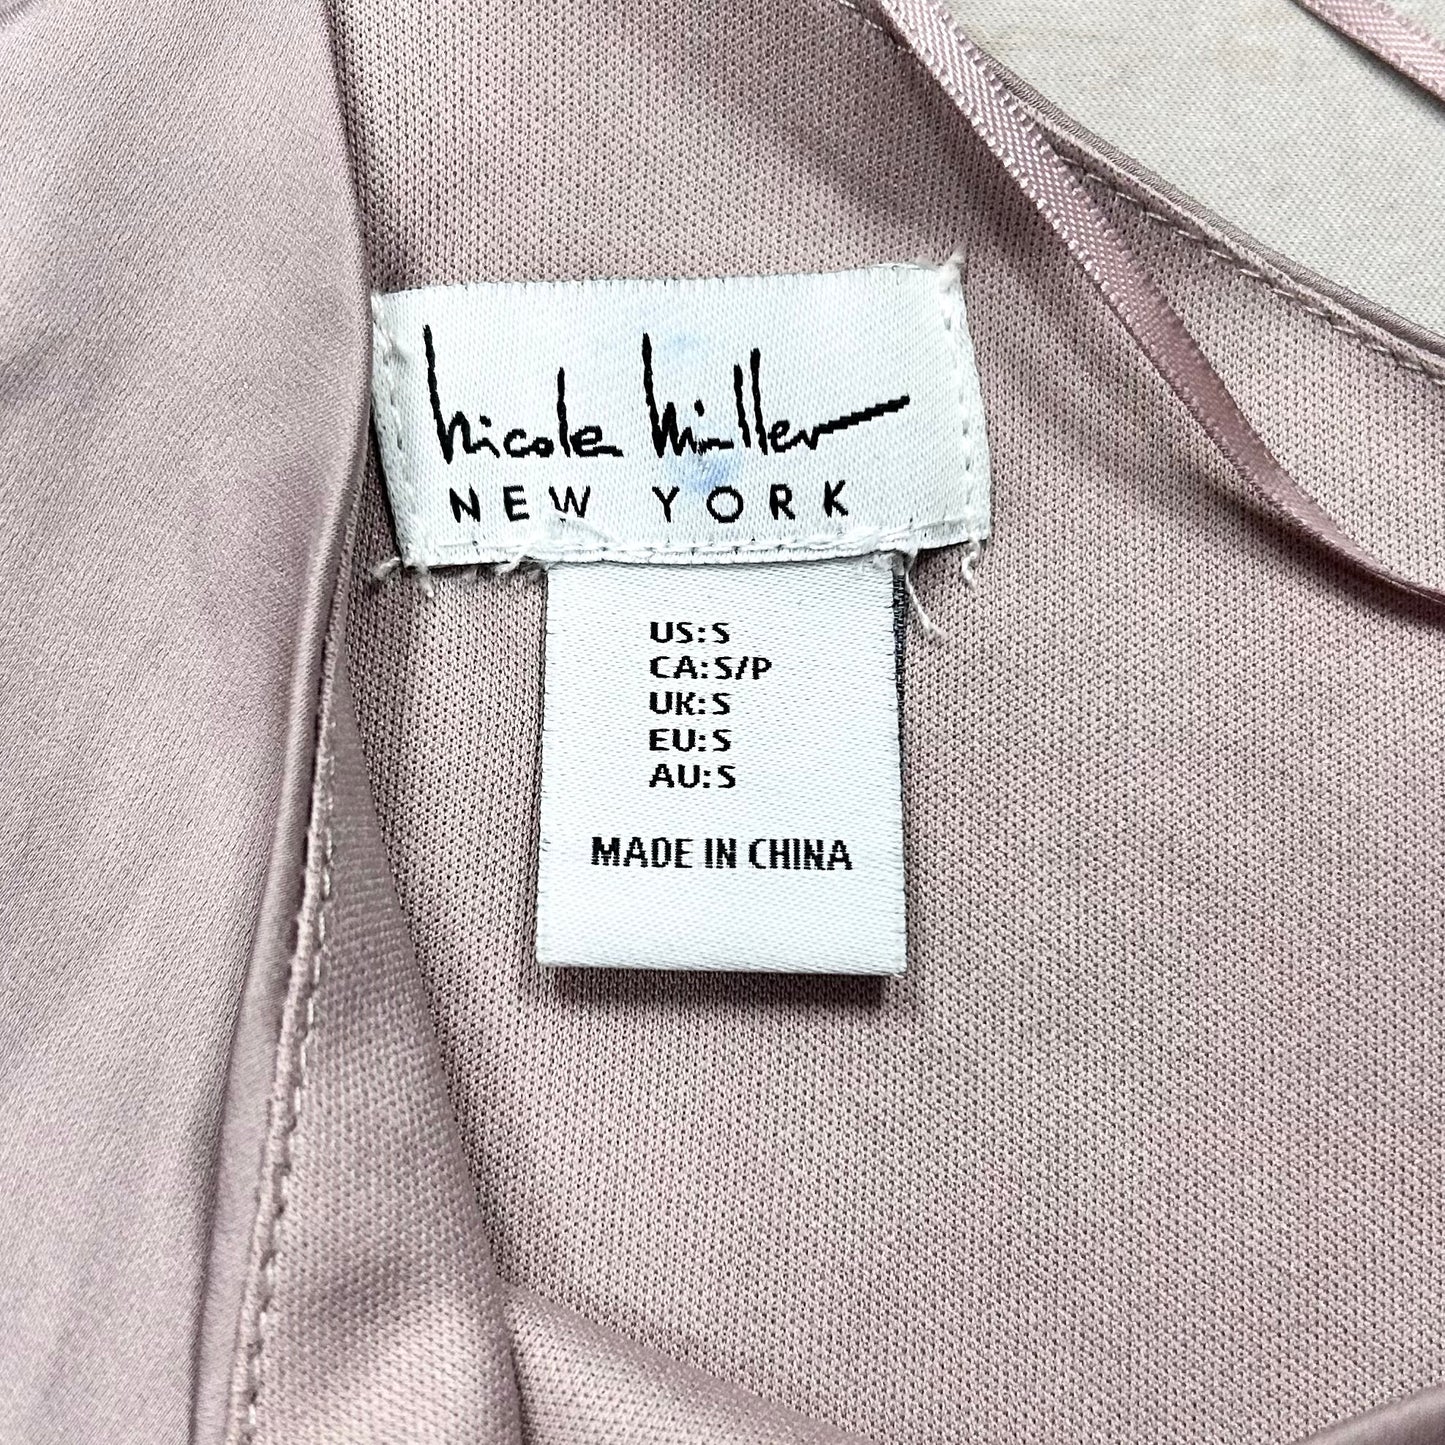 Nicole Miller
NEW YORK
US:S
CA:S/P
UK:S
EU:S
AU:S
MADE IN CHINA